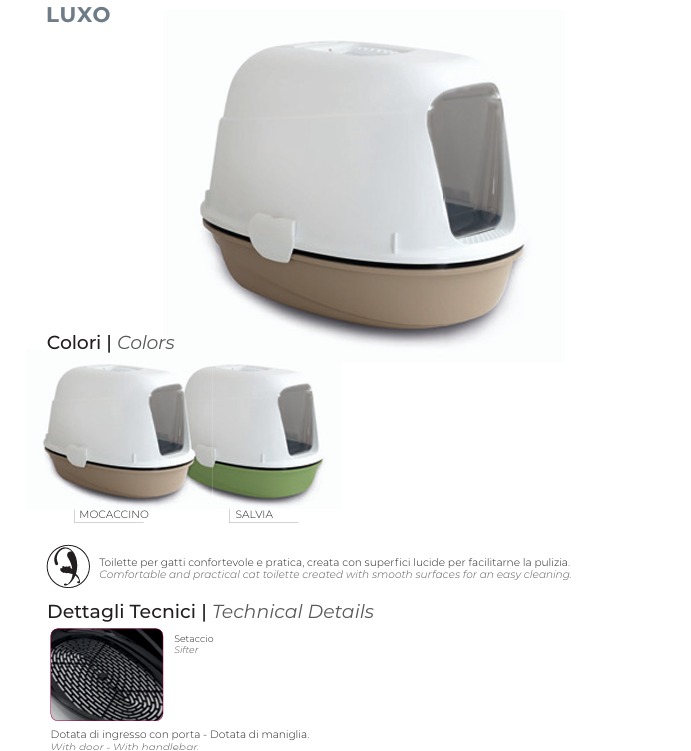 LUXO
Colori | Colors
MOCACCINO
SALVIA
Toilette per gatti confortevole e pratica, creata con superfici lucide per facilitarne la pulizia.
Comfortable and practical cat toilette created with smooth surfaces for an easy cleaning.
Dettagli Tecnici | Technical Details
Setaccio
Sifter
Dotata di ingresso con porta - Dotata di maniglia.
With door - With handlebar.